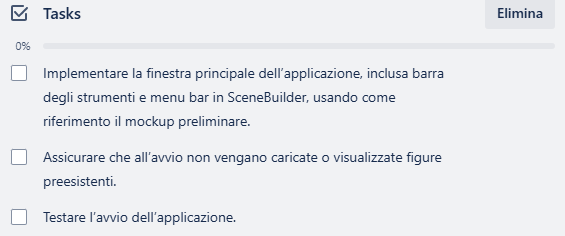 Tasks
Elimina
0%
Implementare la finestra principale dell'applicazione, inclusa barra
degli strumenti e menu bar in SceneBuilder, usando come
riferimento il mockup preliminare.
Assicurare che all'avvio non vengano caricate o visualizzate figure
preesistenti.
Testare l'avvio dell'applicazione.